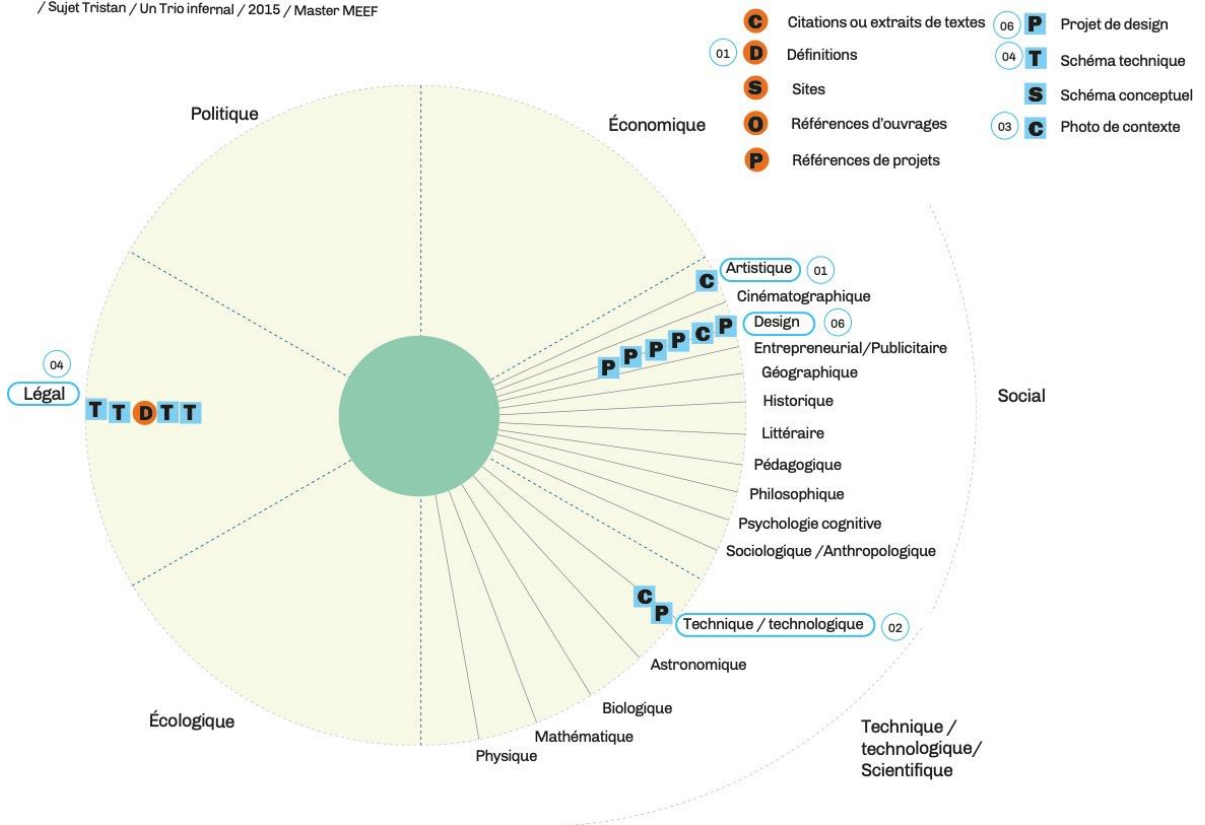 / Sujet Tristan / Un Trio infernal / 2015 / Master MEEF
C Citations ou extraits de textes
01 D Définitions
S Sites
O Références d'ouvrages
P Références de projets
06 P Projet de design
04 T Schéma technique
S Schéma conceptuel
03 C Photo de contexte
Politique
Économique
C Artistique 01
Cinématographique
P P P P C P Design 06
Entrepreneurial/Publicitaire
Géographique
Historique
Littéraire
Pédagogique
Philosophique
Psychologie cognitive
Sociologique /Anthropologique
Social
04
Légal T T D T T
C
P Technique / technologique 02
Astronomique
Biologique
Mathématique
Physique
Écologique
Technique /
technologique/
Scientifique